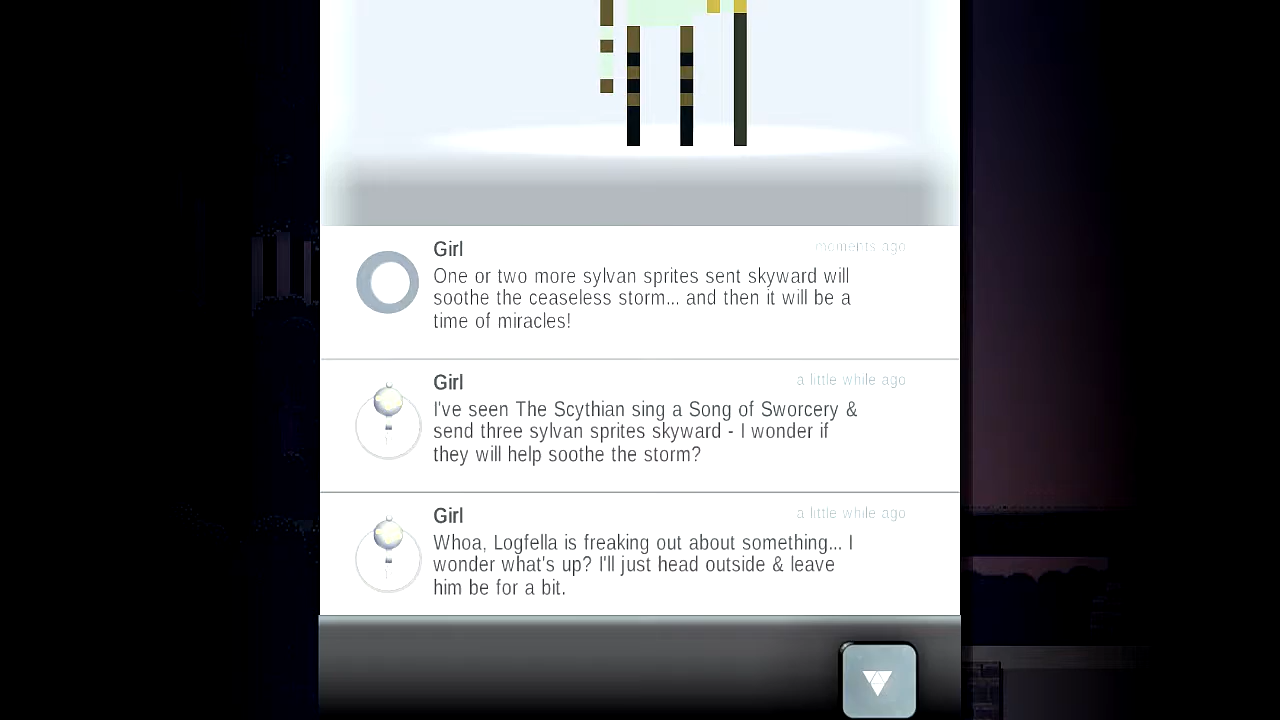 Girl
moments ago
One or two more sylvan sprites sent skyward will
soothe the ceaseless storm... and then it will be a
time of miracles!
Girl
a little while ago
I've seen The Scythian sing a Song of Sworcery &
send three sylvan sprites skyward - I wonder if
they will help soothe the storm?
Girl
a little while ago
Whoa, Logfella is freaking out about something... I
wonder what's up? I'll just head outside & leave
him be for a bit.